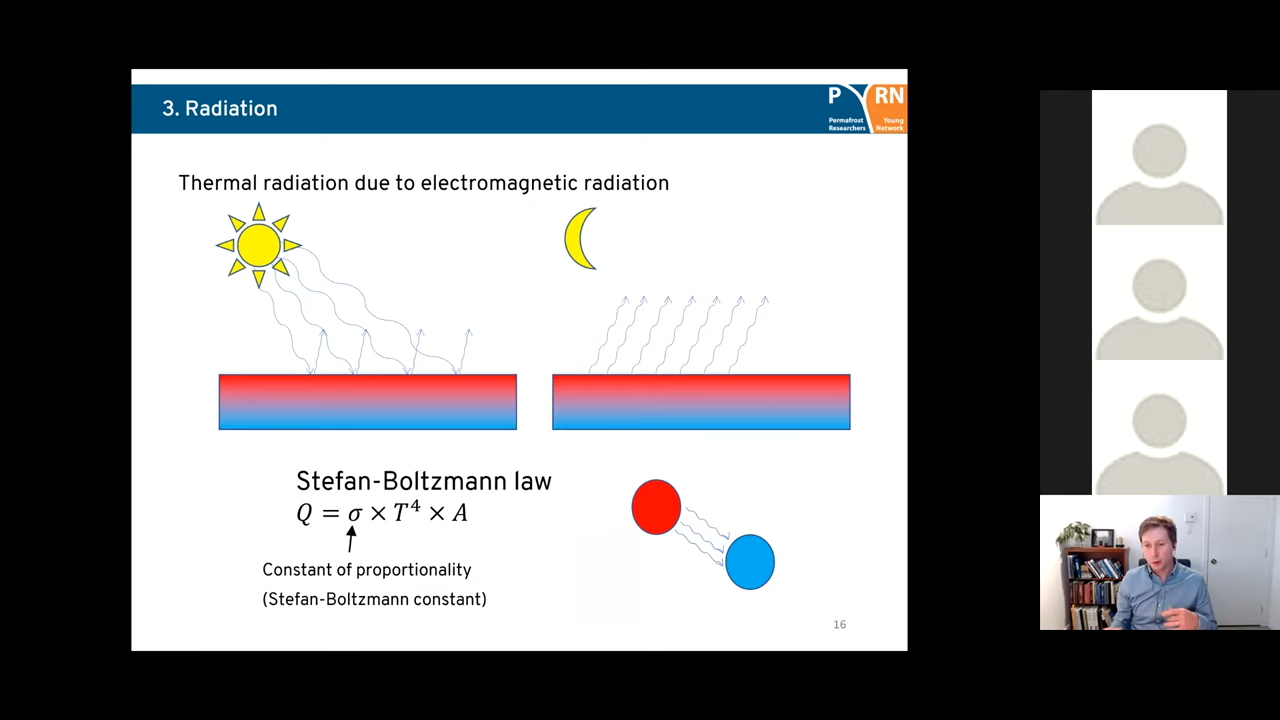 3. Radiation
P RN
Permafrost Young
Researchers Network
Thermal radiation due to electromagnetic radiation
Stefan-Boltzmann law
Q = σ × T⁴ × A
Constant of proportionality
(Stefan-Boltzmann constant)
16